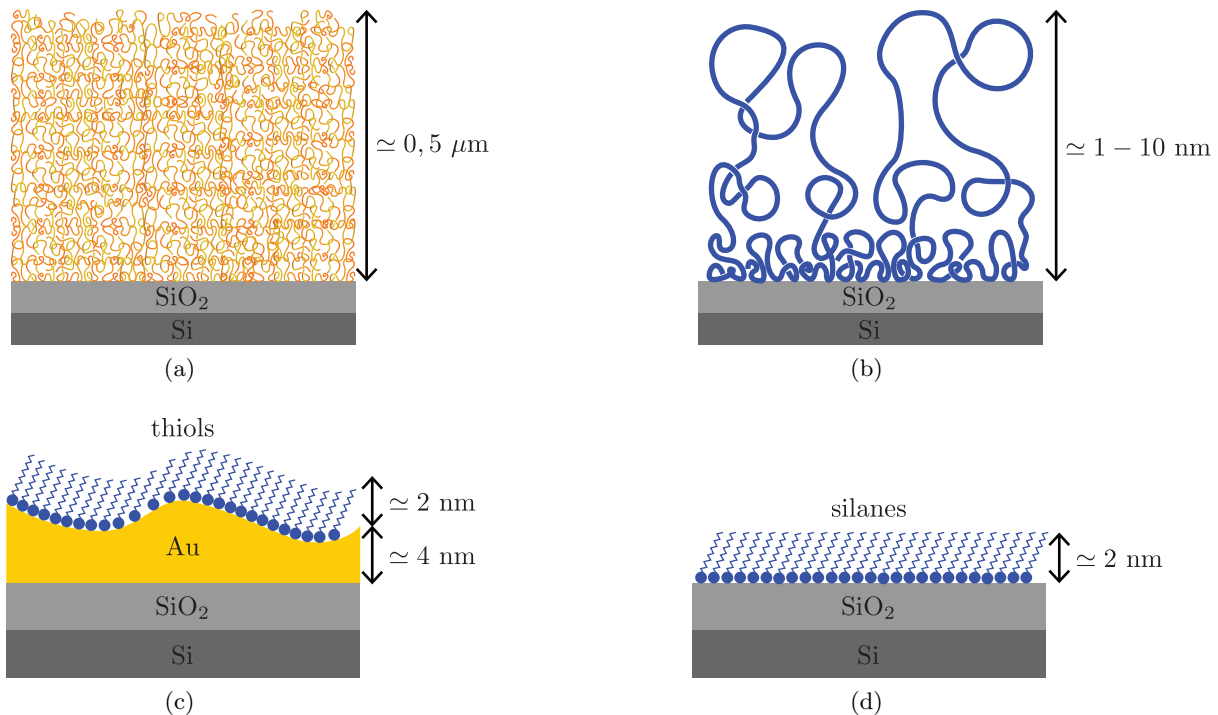 ≃ 0, 5 μm
SiO₂
Si
(a)
≃ 1 − 10 nm
SiO₂
Si
(b)
thiols
≃ 2 nm
Au
≃ 4 nm
SiO₂
Si
(c)
silanes
≃ 2 nm
SiO₂
Si
(d)